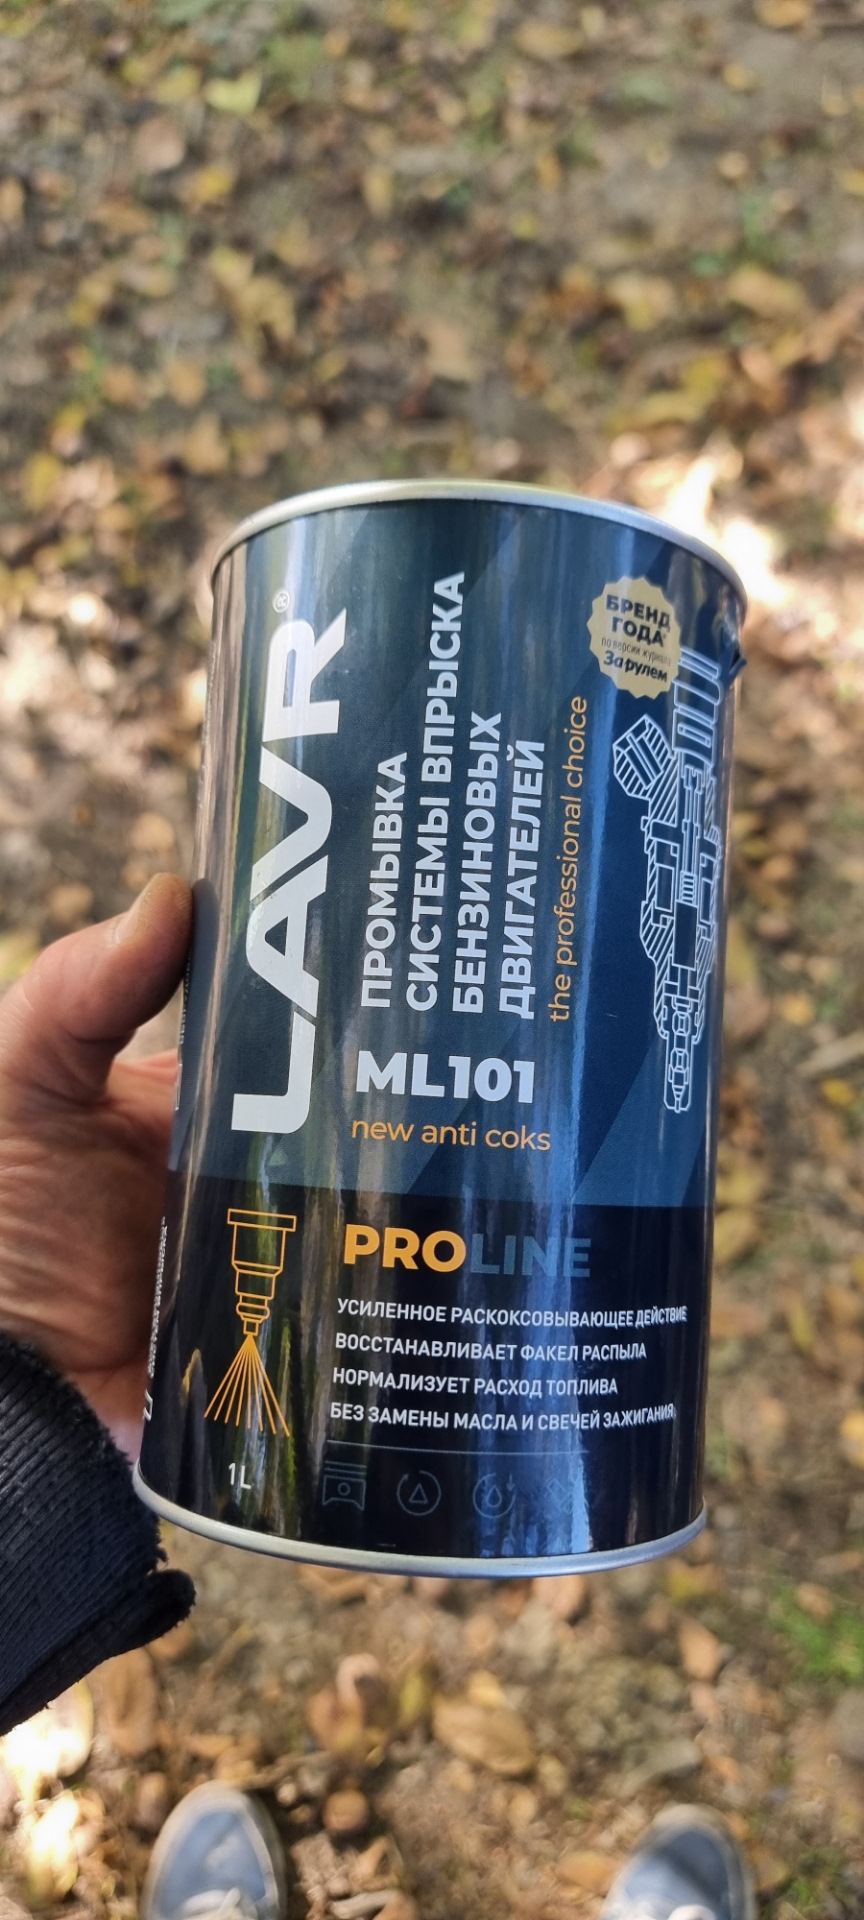 LAVR®
ПРОМЫВКА
СИСТЕМЫ ВПРЫСКА
БЕНЗИНОВЫХ
ДВИГАТЕЛЕЙ
the professional choice
БРЕНД
ГОДА
по версии журнала
За рулем
ML101
new anti coks
PROLINE
УСИЛЕННОЕ РАСКОКСОВЫВАЮЩЕЕ ДЕЙСТВИЕ
ВОССТАНАВЛИВАЕТ ФАКЕЛ РАСПЫЛА
НОРМАЛИЗУЕТ РАСХОД ТОПЛИВА
БЕЗ ЗАМЕНЫ МАСЛА И СВЕЧЕЙ ЗАЖИГАНИЯ
1L